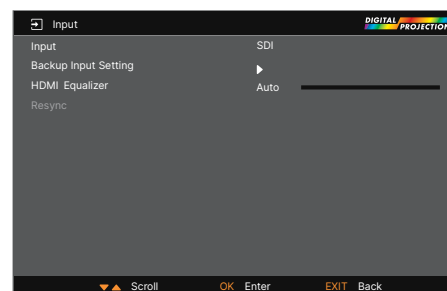 Input
DIGITAL PROJECTION
Input SDI
Backup Input Setting
HDMI Equalizer Auto
Resync
Scroll OK Enter EXIT Back